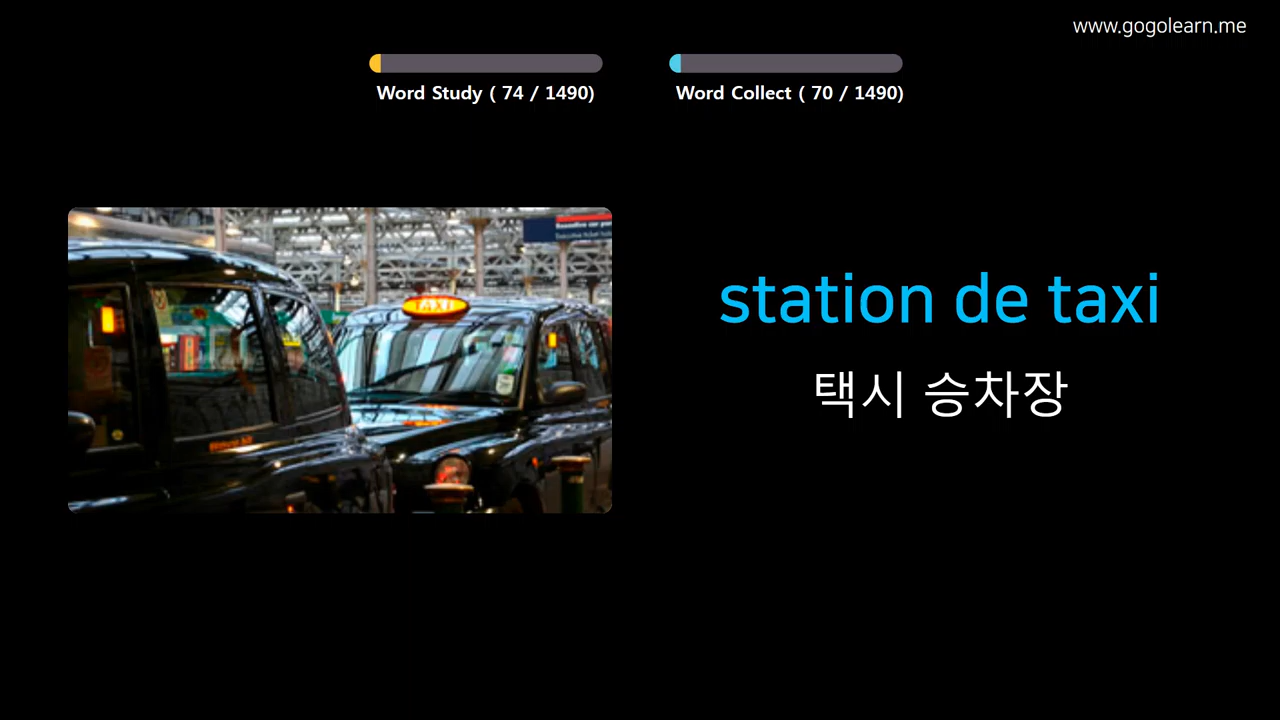 www.gogolearn.me
Word Study ( 74 / 1490)
Word Collect ( 70 / 1490)
TAXI
station de taxi
택시 승차장